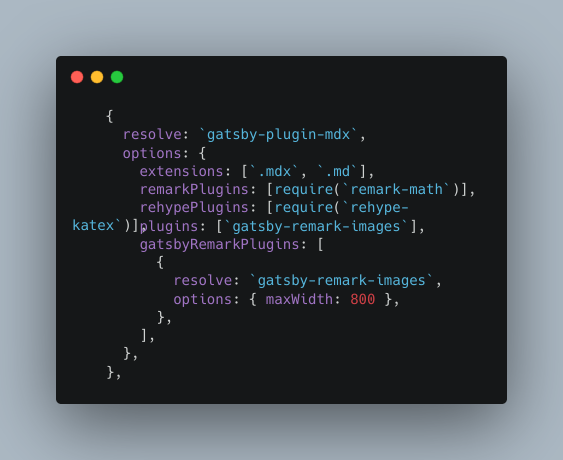 {
  resolve: `gatsby-plugin-mdx`,
  options: {
    extensions: [`.mdx`, `.md`],
    remarkPlugins: [require(`remark-math`)],
    rehypePlugins: [require(`rehype-
katex`)],
    plugins: [`gatsby-remark-images`],
    gatsbyRemarkPlugins: [
      {
        resolve: `gatsby-remark-images`,
        options: { maxWidth: 800 },
      },
    ],
  },
},